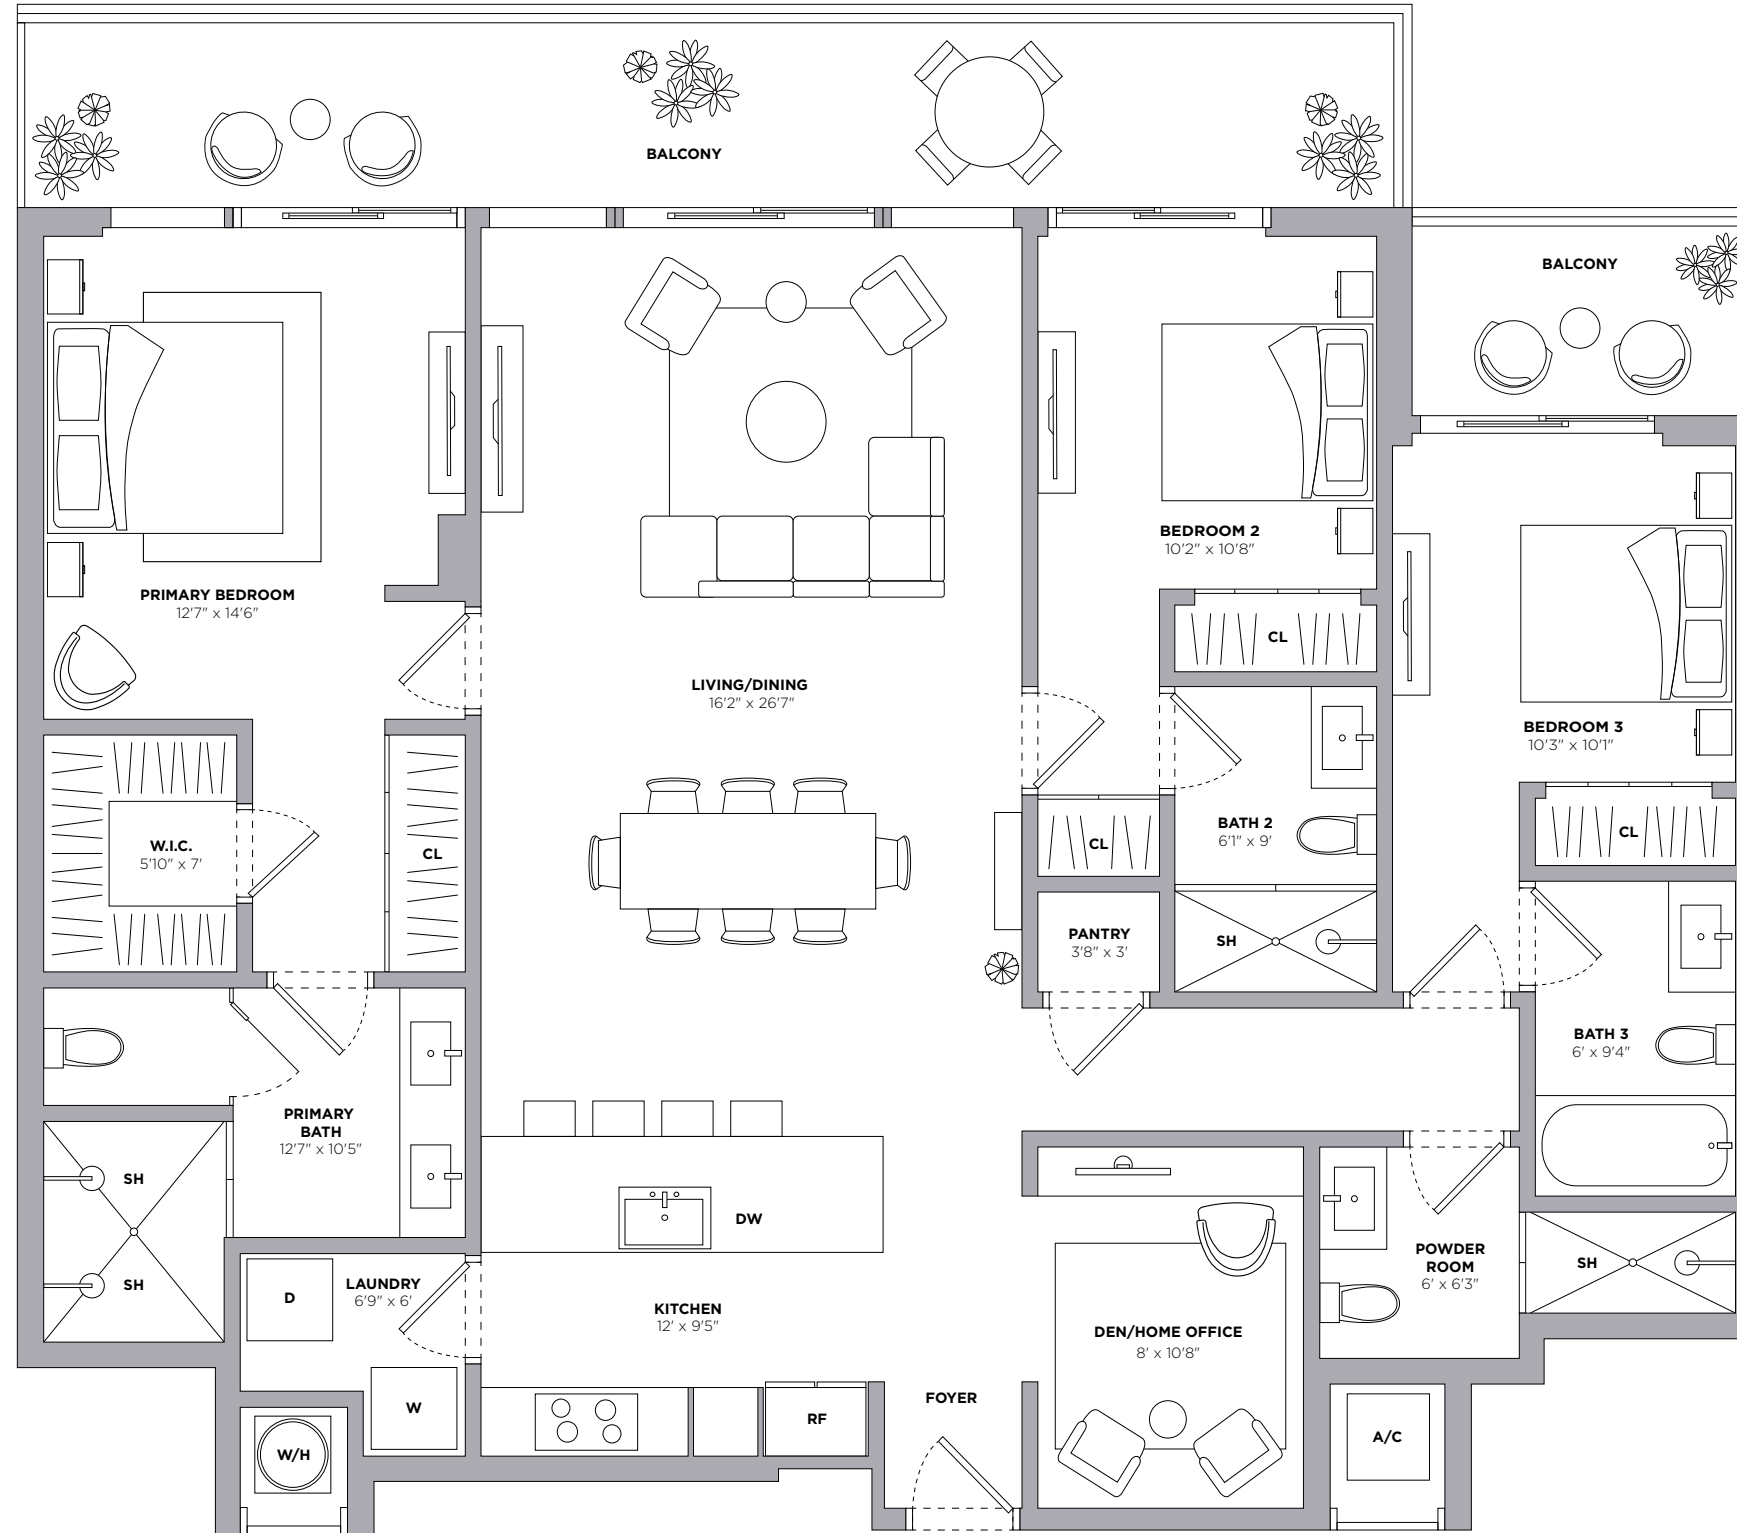 BALCONY
BALCONY
PRIMARY BEDROOM
12'7" x 14'6"
LIVING/DINING
16'2" x 26'7"
BEDROOM 2
10'2" x 10'8"
CL
BEDROOM 3
10'3" x 10'1"
CL
W.I.C.
5'10" x 7'
CL
CL
BATH 2
6'1" x 9'
PANTRY
3'8" x 3'
SH
BATH 3
6' x 9'4"
PRIMARY
BATH
12'7" x 10'5"
SH
SH
DW
LAUNDRY
6'9" x 6'
D
W
W/H
KITCHEN
12' x 9'5"
RF
FOYER
DEN/HOME OFFICE
8' x 10'8"
POWDER
ROOM
6' x 6'3"
SH
A/C